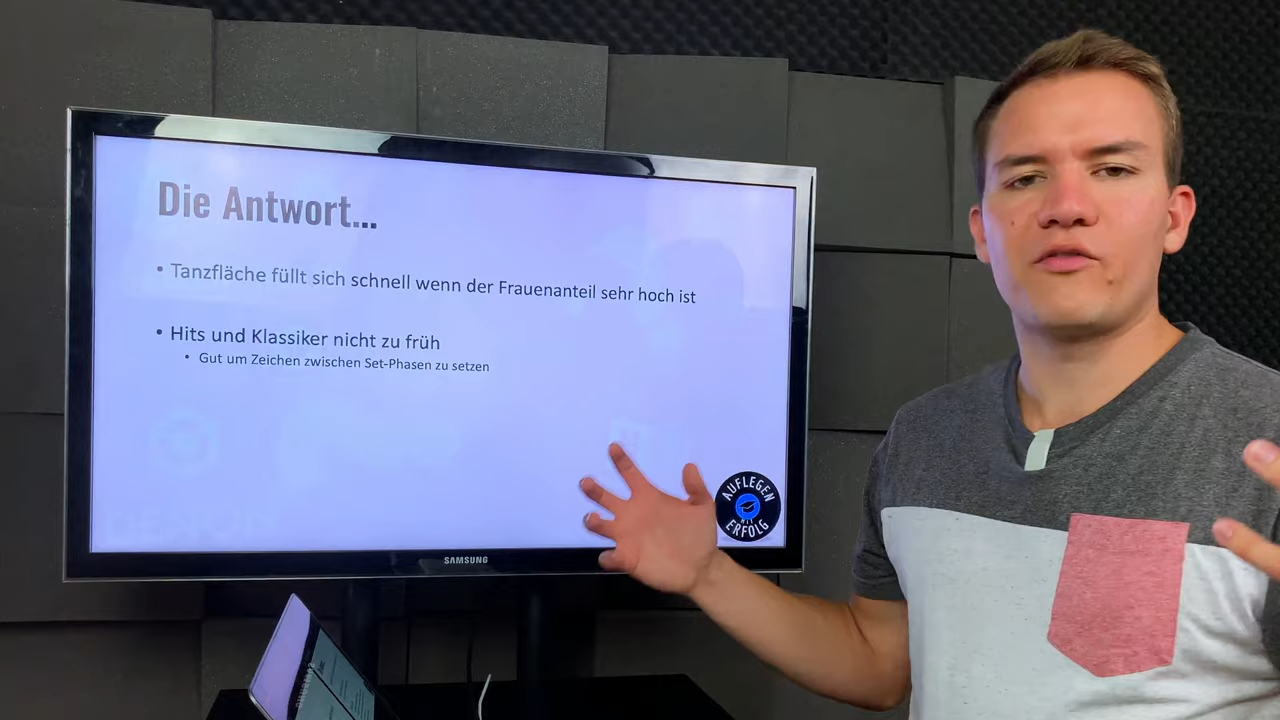 Die Antwort...
• Tanzfläche füllt sich schnell wenn der Frauenanteil sehr hoch ist
• Hits und Klassiker nicht zu früh
• Gut um Zeichen zwischen Set-Phasen zu setzen
AUFLEGEN
MIT
ERFOLG
SAMSUNG